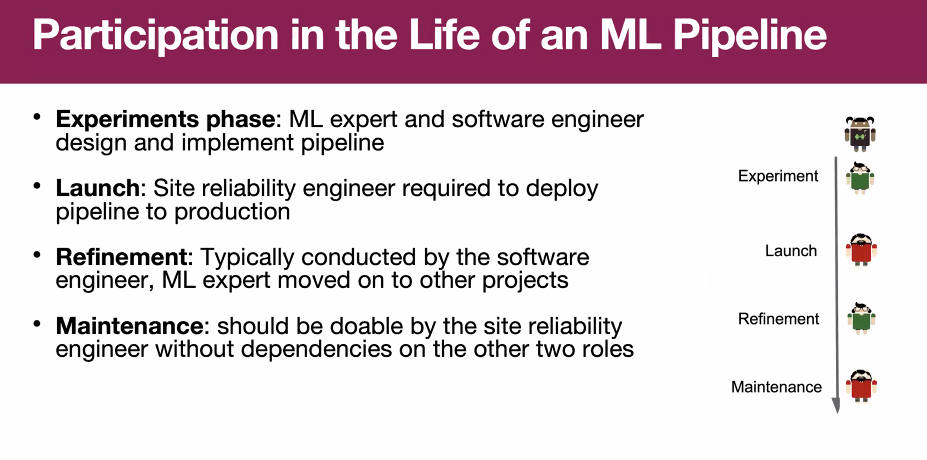 Participation in the Life of an ML Pipeline
• Experiments phase: ML expert and software engineer
design and implement pipeline
• Launch: Site reliability engineer required to deploy
pipeline to production
• Refinement: Typically conducted by the software
engineer, ML expert moved on to other projects
• Maintenance: should be doable by the site reliability
engineer without dependencies on the other two roles
Experiment
Launch
Refinement
Maintenance